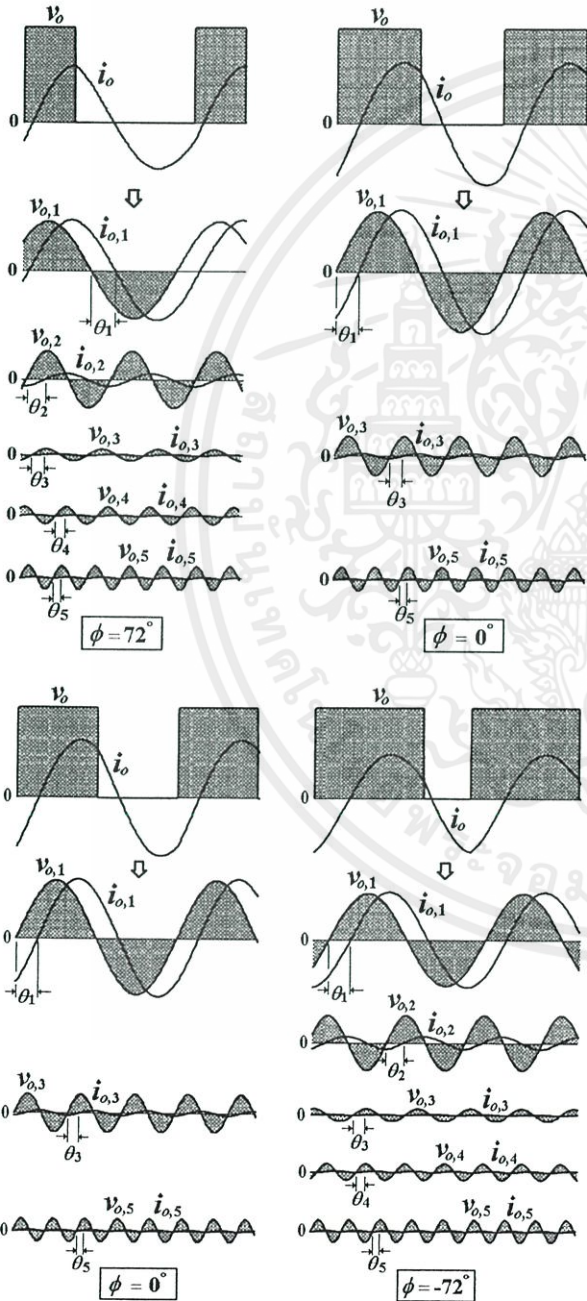 v_o
i_o
0
v_{o,1}
i_{o,1}
0
θ_1
v_{o,2}
i_{o,2}
0
θ_2
v_{o,3} i_{o,3}
0
θ_3
v_{o,4} i_{o,4}
0
θ_4
v_{o,5} i_{o,5}
0
θ_5
ϕ = 72°
v_o
i_o
0
v_{o,1}
i_{o,1}
0
θ_1
v_{o,3} i_{o,3}
0
θ_3
v_{o,5} i_{o,5}
0
θ_5
ϕ = 0°
v_o
i_o
0
v_{o,1}
i_{o,1}
0
θ_1
v_{o,3} i_{o,3}
0
θ_3
v_{o,5} i_{o,5}
0
θ_5
ϕ = 0°
v_o
0
i_o
v_{o,1}
i_{o,1}
0
θ_1
v_{o,2}
i_{o,2}
0
θ_2
v_{o,3} i_{o,3}
0
θ_3
v_{o,4} i_{o,4}
0
θ_4
v_{o,5} i_{o,5}
0
θ_5
ϕ = -72°